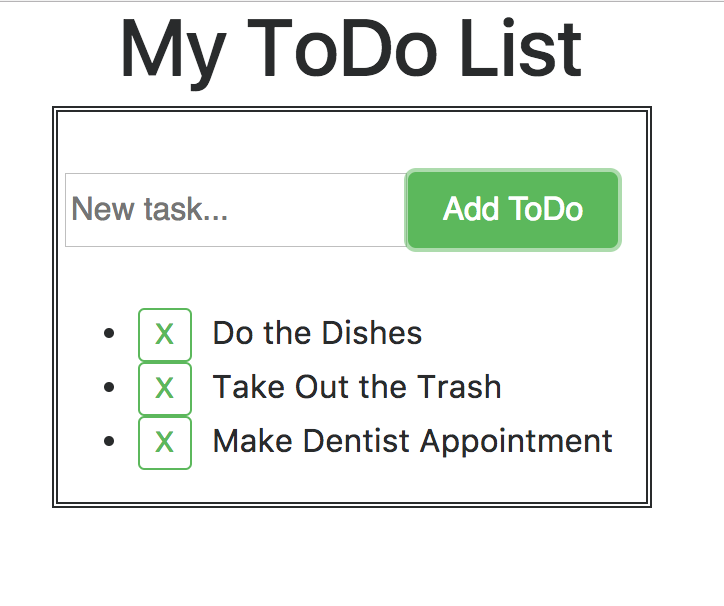 My ToDo List
New task... Add ToDo
X Do the Dishes
X Take Out the Trash
X Make Dentist Appointment